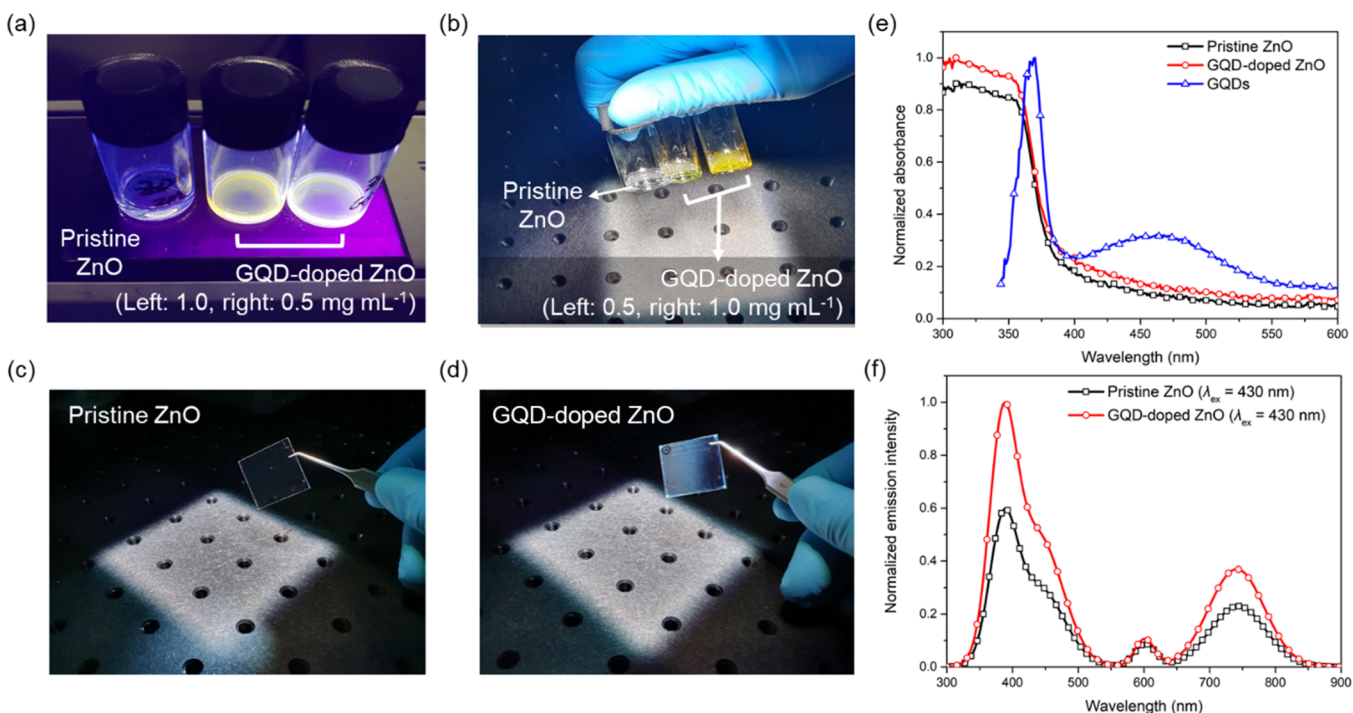 (a)
Pristine
ZnO
GQD-doped ZnO
(Left: 1.0, right: 0.5 mg mL⁻¹)
(b)
Pristine
ZnO
GQD-doped ZnO
(Left: 0.5, right: 1.0 mg mL⁻¹)
(c)
Pristine ZnO
(d)
GQD-doped ZnO
(e)
Pristine ZnO
GQD-doped ZnO
GQDs
Normalized absorbance
1.0
0.8
0.6
0.4
0.2
0.0
300 350 400 450 500 550 600
Wavelength (nm)
(f)
Pristine ZnO (λex = 430 nm)
GQD-doped ZnO (λex = 430 nm)
Normalized emission intensity
1.0
0.8
0.6
0.4
0.2
0.0
300 400 500 600 700 800 900
Wavelength (nm)